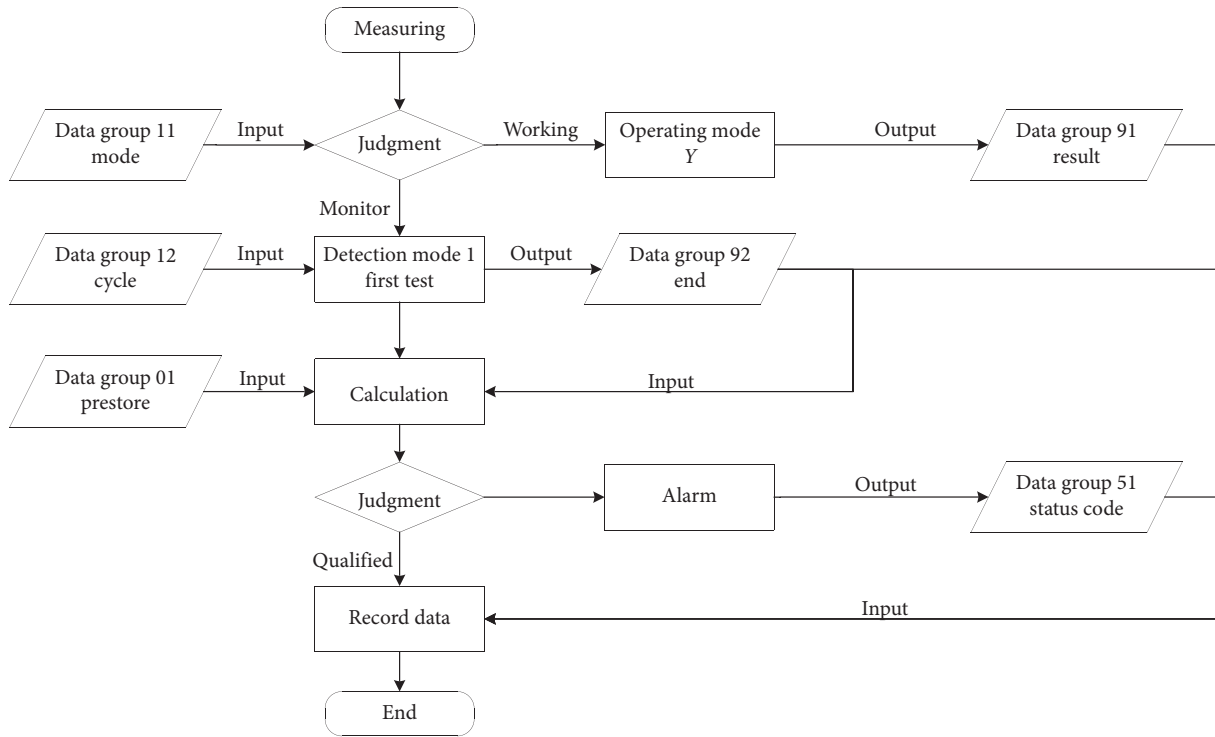 Measuring
Data group 11
mode
Input
Judgment
Working
Operating mode
Y
Output
Data group 91
result
Monitor
Data group 12
cycle
Input
Detection mode 1
first test
Output
Data group 92
end
Data group 01
prestore
Input
Calculation
Input
Judgment
Alarm
Output
Data group 51
status code
Qualified
Record data
Input
End